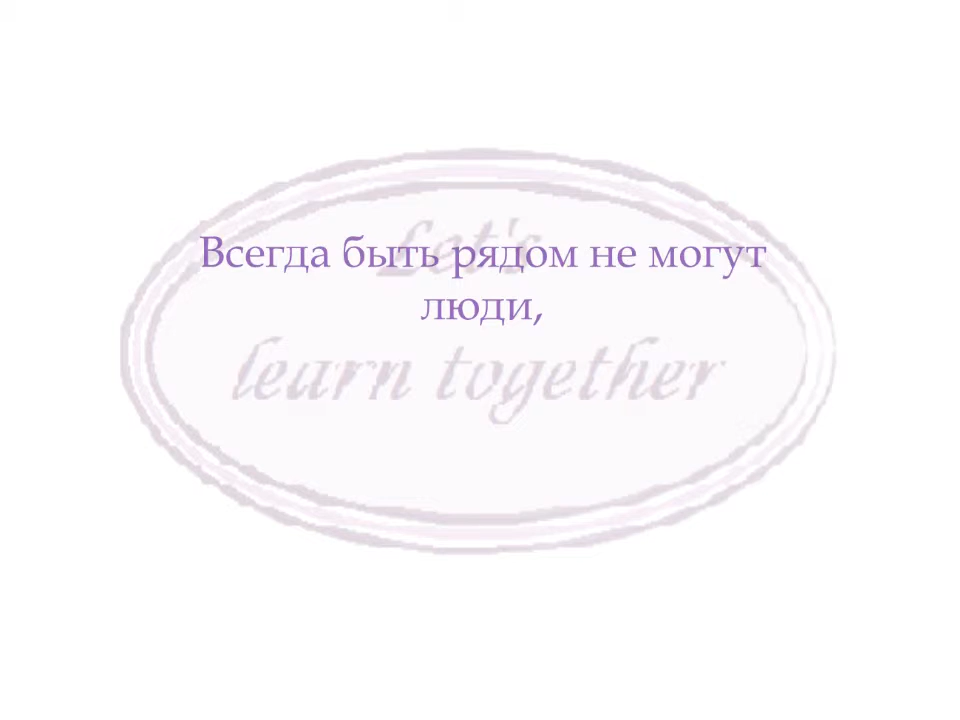 Let's
Всегда быть рядом не могут
люди,
learn together